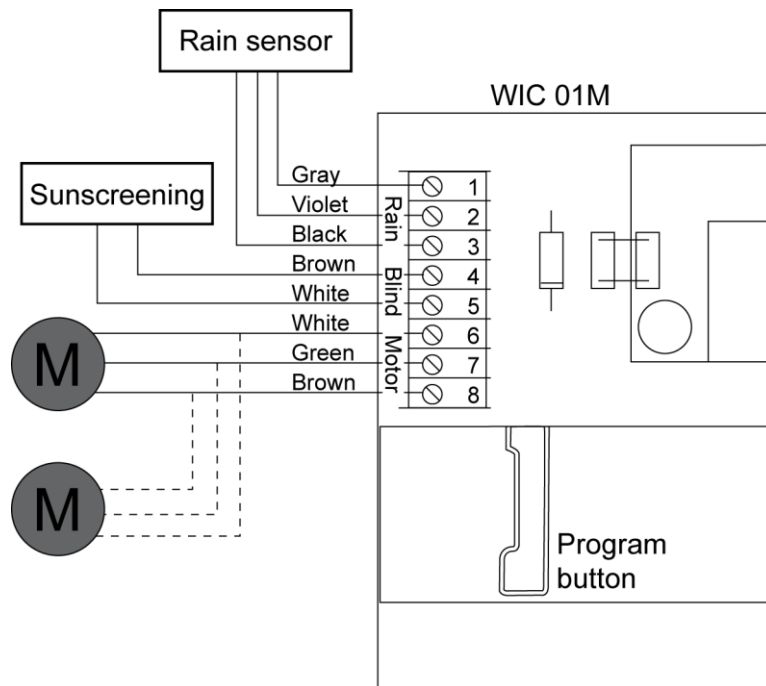 Rain sensor
WIC 01M
Sunscreening
Gray
Violet
Black
Brown
White
White
Green
Brown
Rain
Blind
Motor
1
2
3
4
5
6
7
8
M
M
Program
button